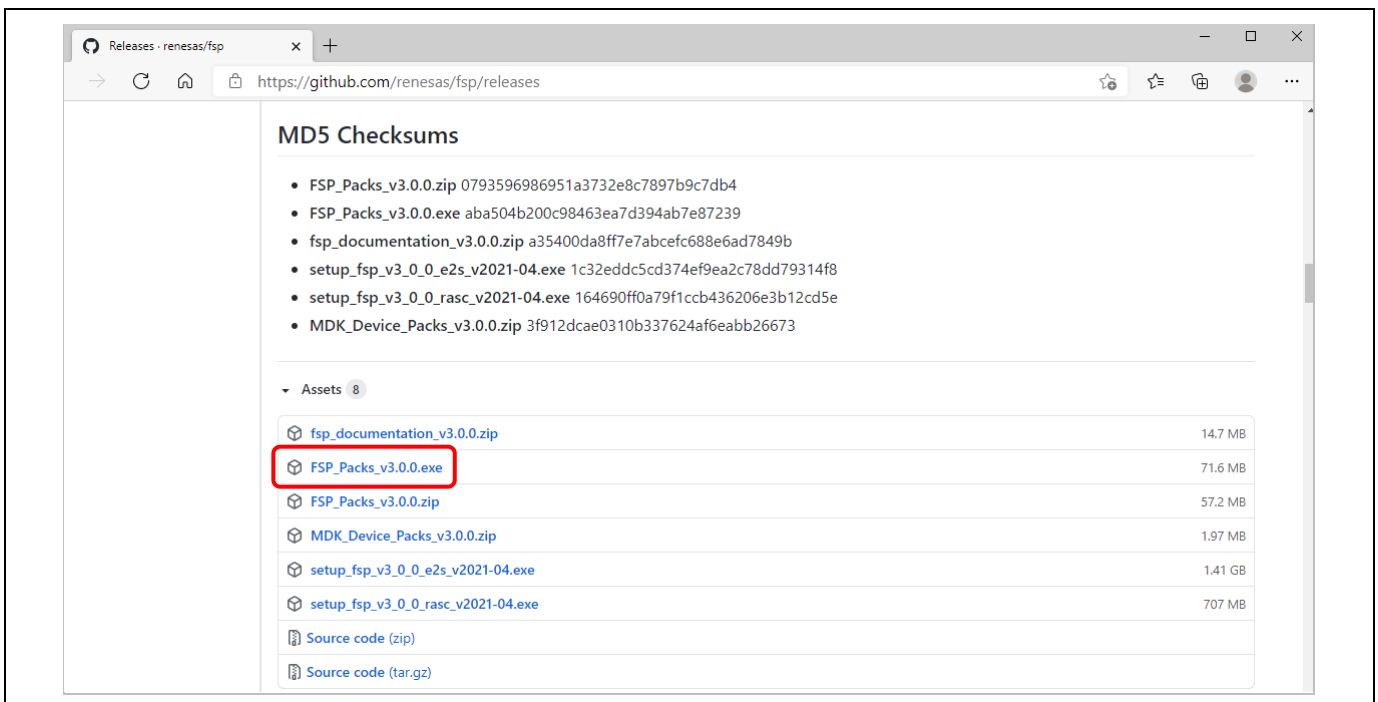 Releases · renesas/fsp
https://github.com/renesas/fsp/releases
MD5 Checksums
FSP_Packs_v3.0.0.zip 0793596986951a3732e8c7897b9c7db4
FSP_Packs_v3.0.0.exe aba504b200c98463ea7d394ab7e87239
fsp_documentation_v3.0.0.zip a35400da8ff7e7abcefc688e6ad7849b
setup_fsp_v3_0_0_e2s_v2021-04.exe 1c32eddc5cd374ef9ea2c78dd79314f8
setup_fsp_v3_0_0_rasc_v2021-04.exe 164690ff0a79f1ccb436206e3b12cd5e
MDK_Device_Packs_v3.0.0.zip 3f912dcae0310b337624af6eabb26673
Assets 8
fsp_documentation_v3.0.0.zip 14.7 MB
FSP_Packs_v3.0.0.exe 71.6 MB
FSP_Packs_v3.0.0.zip 57.2 MB
MDK_Device_Packs_v3.0.0.zip 1.97 MB
setup_fsp_v3_0_0_e2s_v2021-04.exe 1.41 GB
setup_fsp_v3_0_0_rasc_v2021-04.exe 707 MB
Source code (zip)
Source code (tar.gz)